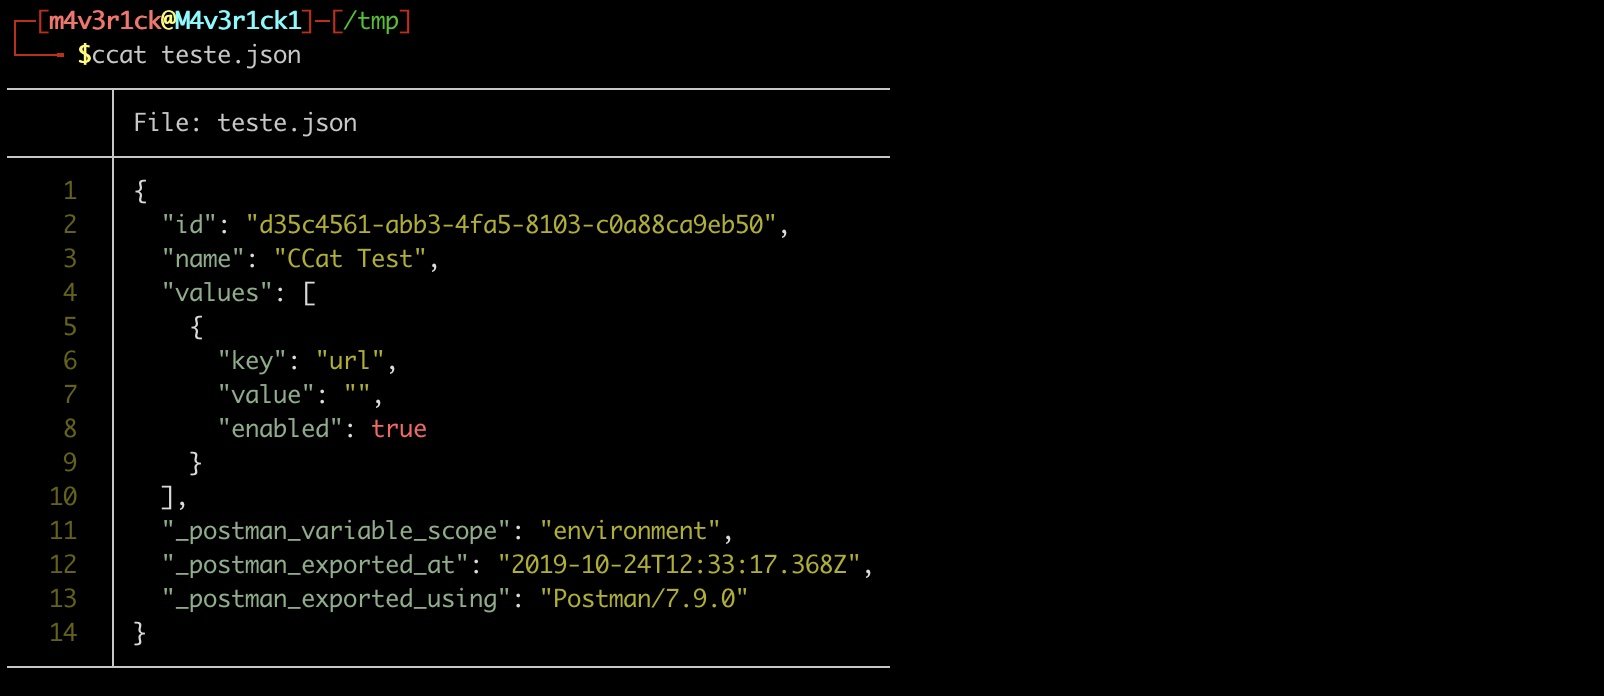 [m4v3r1ck@M4v3r1ck1]─[/tmp]
$ccat teste.json
File: teste.json
1 {
2   "id": "d35c4561-abb3-4fa5-8103-c0a88ca9eb50",
3   "name": "CCat Test",
4   "values": [
5     {
6       "key": "url",
7       "value": "",
8       "enabled": true
9     }
10   ],
11   "_postman_variable_scope": "environment",
12   "_postman_exported_at": "2019-10-24T12:33:17.368Z",
13   "_postman_exported_using": "Postman/7.9.0"
14 }